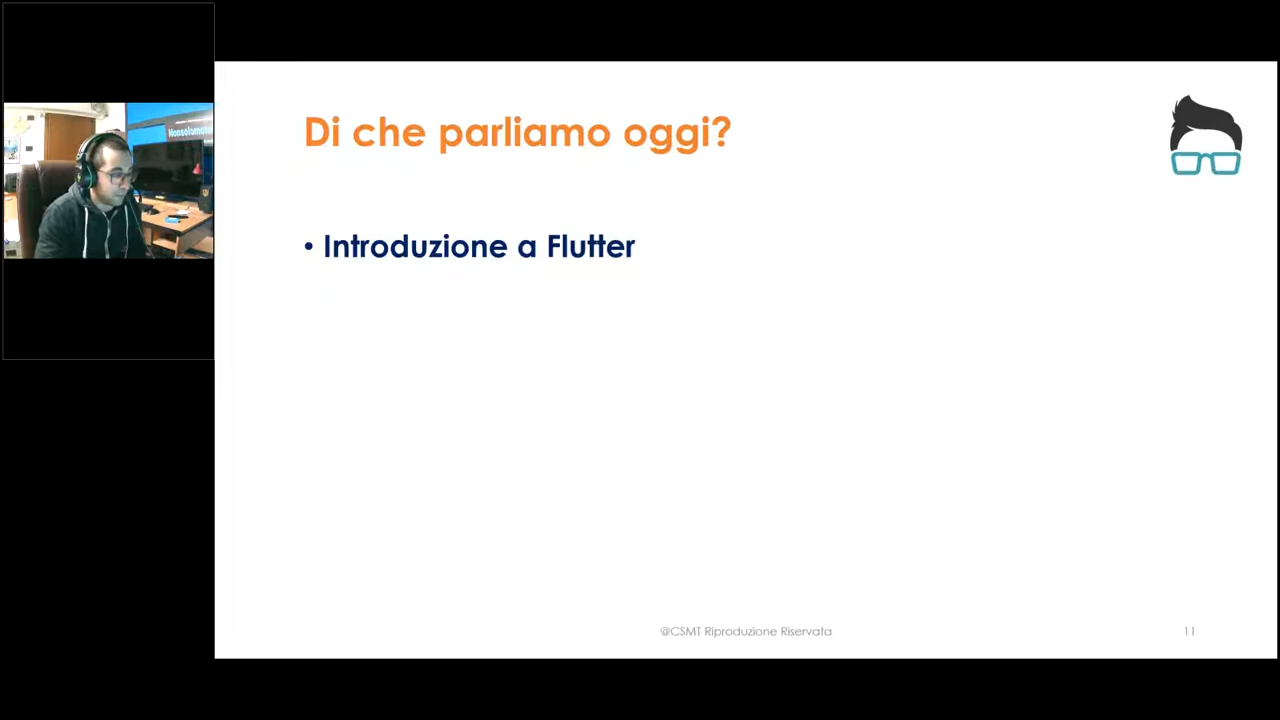 Di che parliamo oggi?
• Introduzione a Flutter
@CSMT Riproduzione Riservata
11